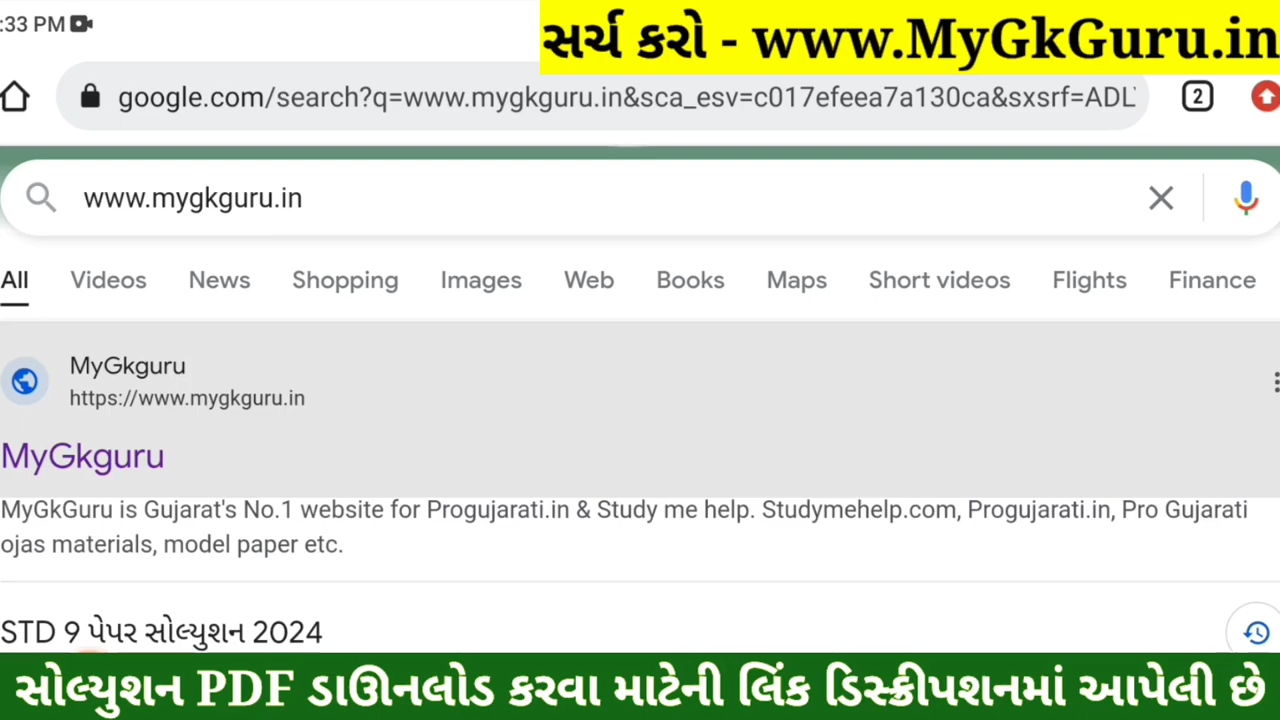 :33 PM
સર્ચ કરો - www.MyGkGuru.in
google.com/search?q=www.mygkguru.in&sca_esv=c017efeea7a130ca&sxsrf=ADL
2
www.mygkguru.in
All Videos News Shopping Images Web Books Maps Short videos Flights Finance
MyGkguru
https://www.mygkguru.in
MyGkguru
MyGkGuru is Gujarat's No.1 website for Progujarati.in & Study me help. Studymehelp.com, Progujarati.in, Pro Gujarati
ojas materials, model paper etc.
STD 9 પેપર સોલ્યુશન 2024
સોલ્યુશન PDF ડાઊનલોડ કરવા માટેની લિંક ડિસ્ક્રીપશનમાં આપેલી છે